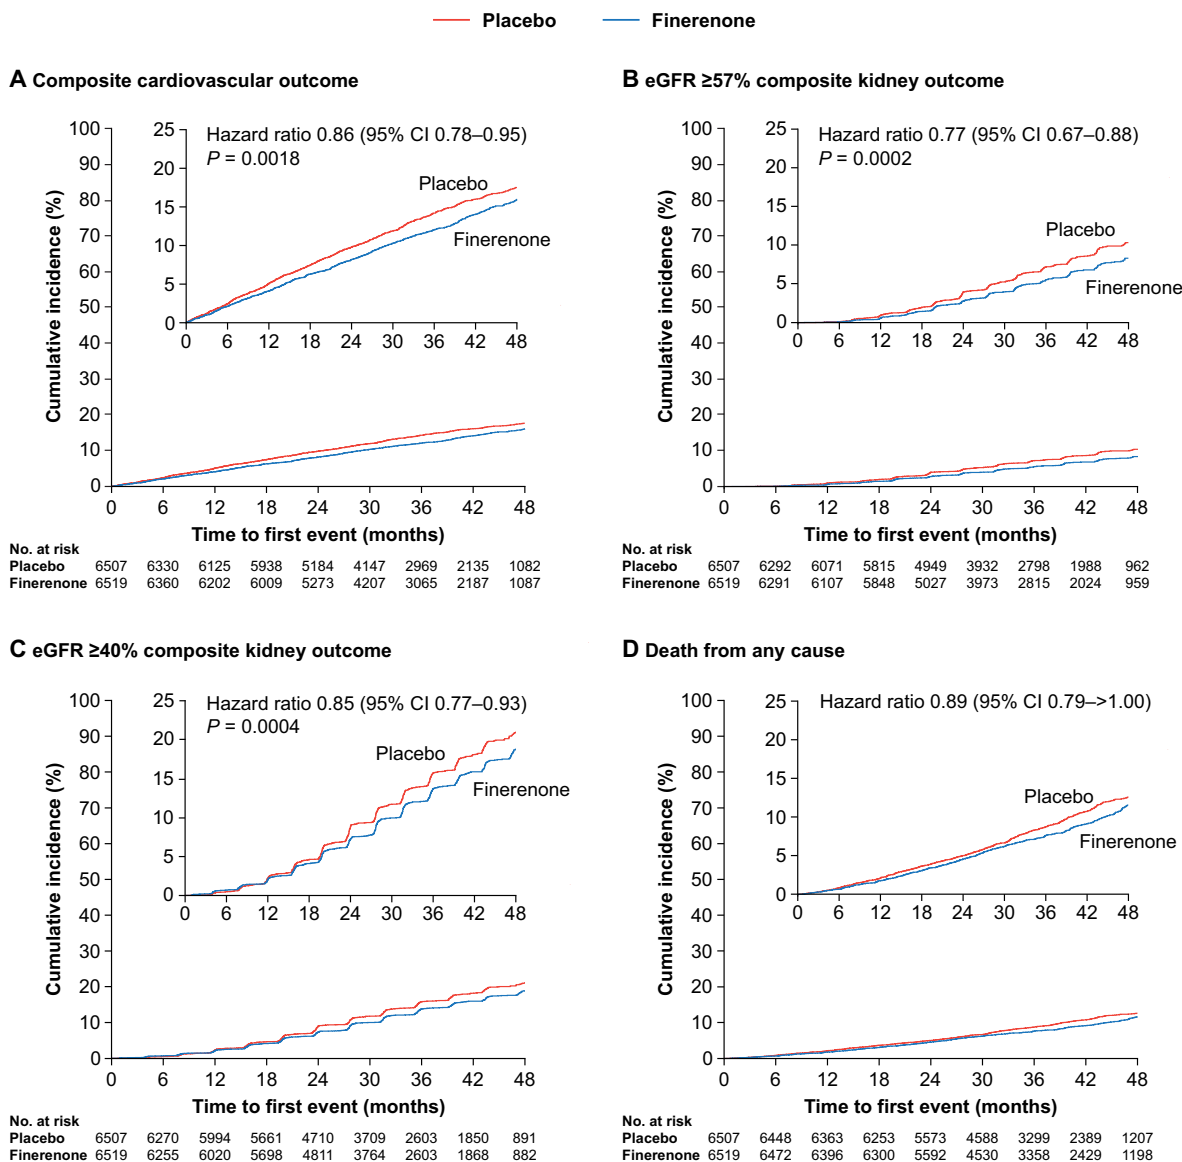 Placebo Finerenone
A Composite cardiovascular outcome
Cumulative incidence (%)
100
90
80
70
60
50
40
30
20
10
0
25
20
15
10
5
0
Hazard ratio 0.86 (95% CI 0.78–0.95)
P = 0.0018
Placebo
Finerenone
0 6 12 18 24 30 36 42 48
0 6 12 18 24 30 36 42 48
Time to first event (months)
No. at risk
Placebo 6507 6330 6125 5938 5184 4147 2969 2135 1082
Finerenone 6519 6360 6202 6009 5273 4207 3065 2187 1087
B eGFR ≥57% composite kidney outcome
Cumulative incidence (%)
100
90
80
70
60
50
40
30
20
10
0
25
20
15
10
5
0
Hazard ratio 0.77 (95% CI 0.67–0.88)
P = 0.0002
Placebo
Finerenone
0 6 12 18 24 30 36 42 48
0 6 12 18 24 30 36 42 48
Time to first event (months)
No. at risk
Placebo 6507 6292 6071 5815 4949 3932 2798 1988 962
Finerenone 6519 6291 6107 5848 5027 3973 2815 2024 959
C eGFR ≥40% composite kidney outcome
Cumulative incidence (%)
100
90
80
70
60
50
40
30
20
10
0
25
20
15
10
5
0
Hazard ratio 0.85 (95% CI 0.77–0.93)
P = 0.0004
Placebo
Finerenone
0 6 12 18 24 30 36 42 48
0 6 12 18 24 30 36 42 48
Time to first event (months)
No. at risk
Placebo 6507 6270 5994 5661 4710 3709 2603 1850 891
Finerenone 6519 6255 6020 5698 4811 3764 2603 1868 882
D Death from any cause
Cumulative incidence (%)
100
90
80
70
60
50
40
30
20
10
0
25
20
15
10
5
0
Hazard ratio 0.89 (95% CI 0.79–>1.00)
Placebo
Finerenone
0 6 12 18 24 30 36 42 48
0 6 12 18 24 30 36 42 48
Time to first event (months)
No. at risk
Placebo 6507 6448 6363 6253 5573 4588 3299 2389 1207
Finerenone 6519 6472 6396 6300 5592 4530 3358 2429 1198